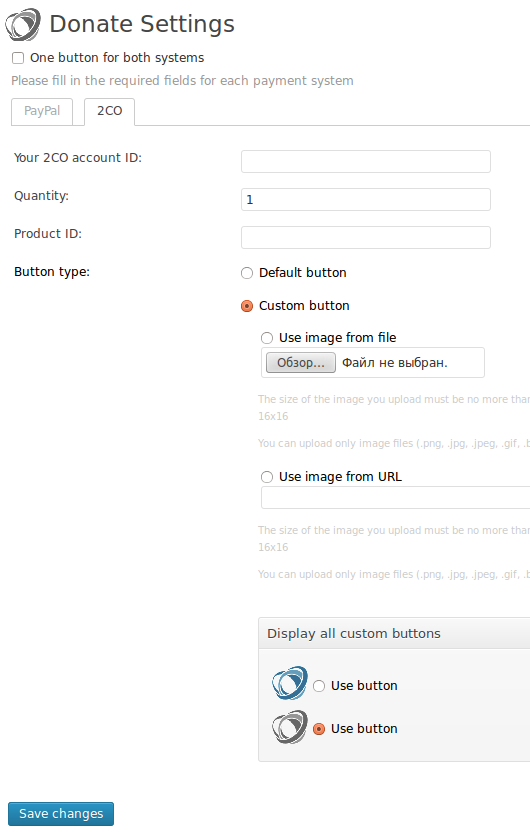 Donate Settings
One button for both systems
Please fill in the required fields for each payment system
PayPal 2CO
Your 2CO account ID:
Quantity: 1
Product ID:
Button type: Default button
Custom button
Use image from file
Обзор... Файл не выбран.
The size of the image you upload must be no more than
16x16
You can upload only image files (.png, .jpg, .jpeg, .gif,
Use image from URL
The size of the image you upload must be no more than
16x16
You can upload only image files (.png, .jpg, .jpeg, .gif,
Display all custom buttons
Use button
Use button
Save changes